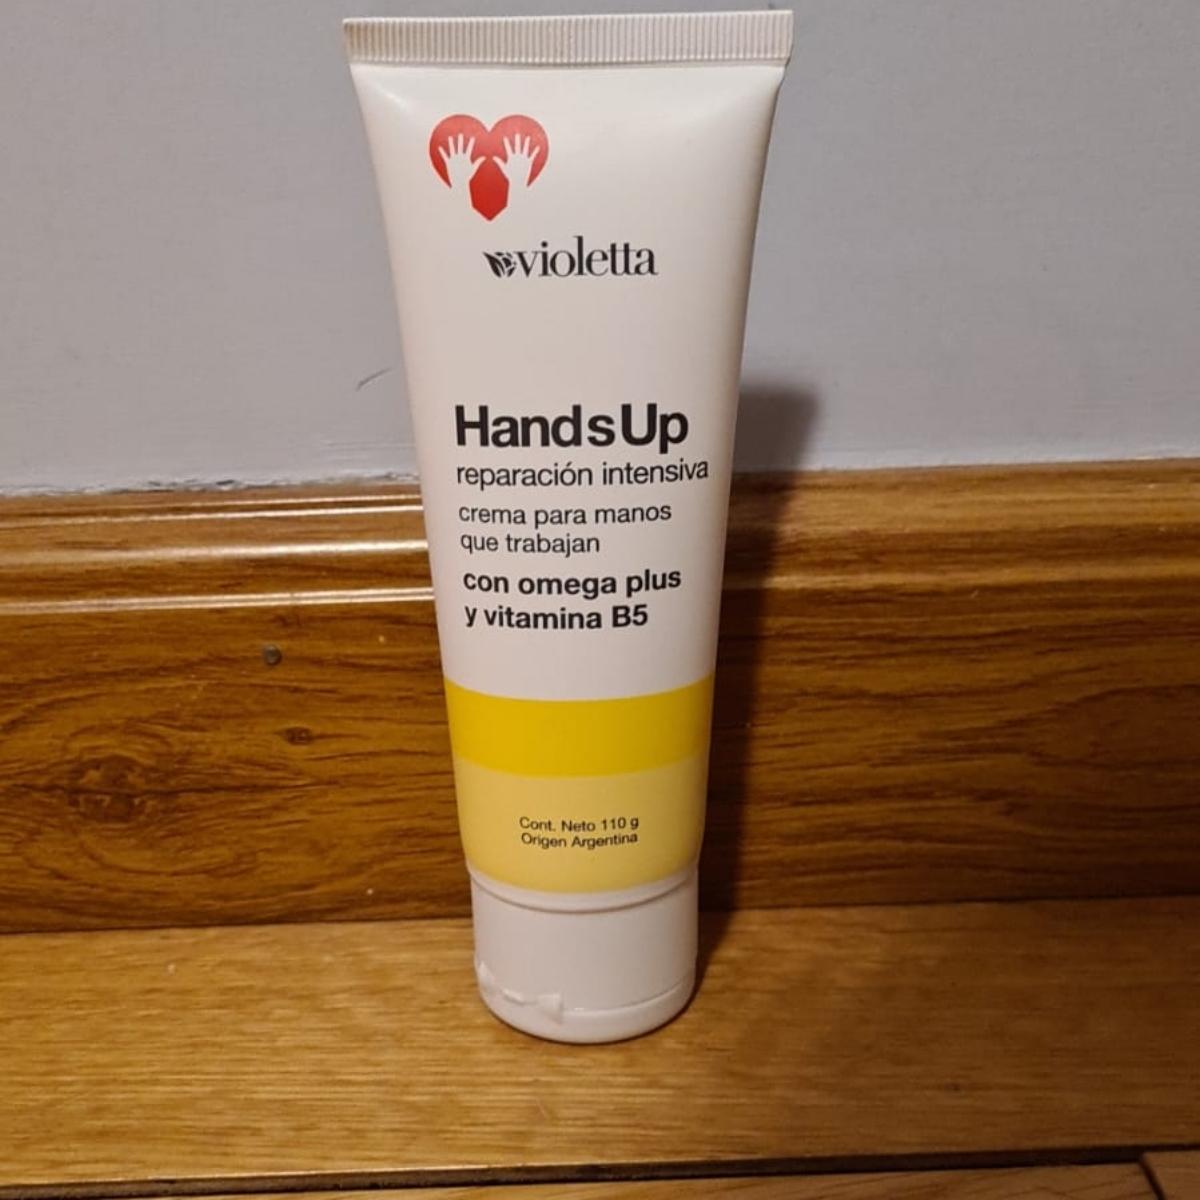 violetta
HandsUp
reparación intensiva
crema para manos
que trabajan
con omega plus
y vitamina B5
Cont. Neto 110 g
Origen Argentina